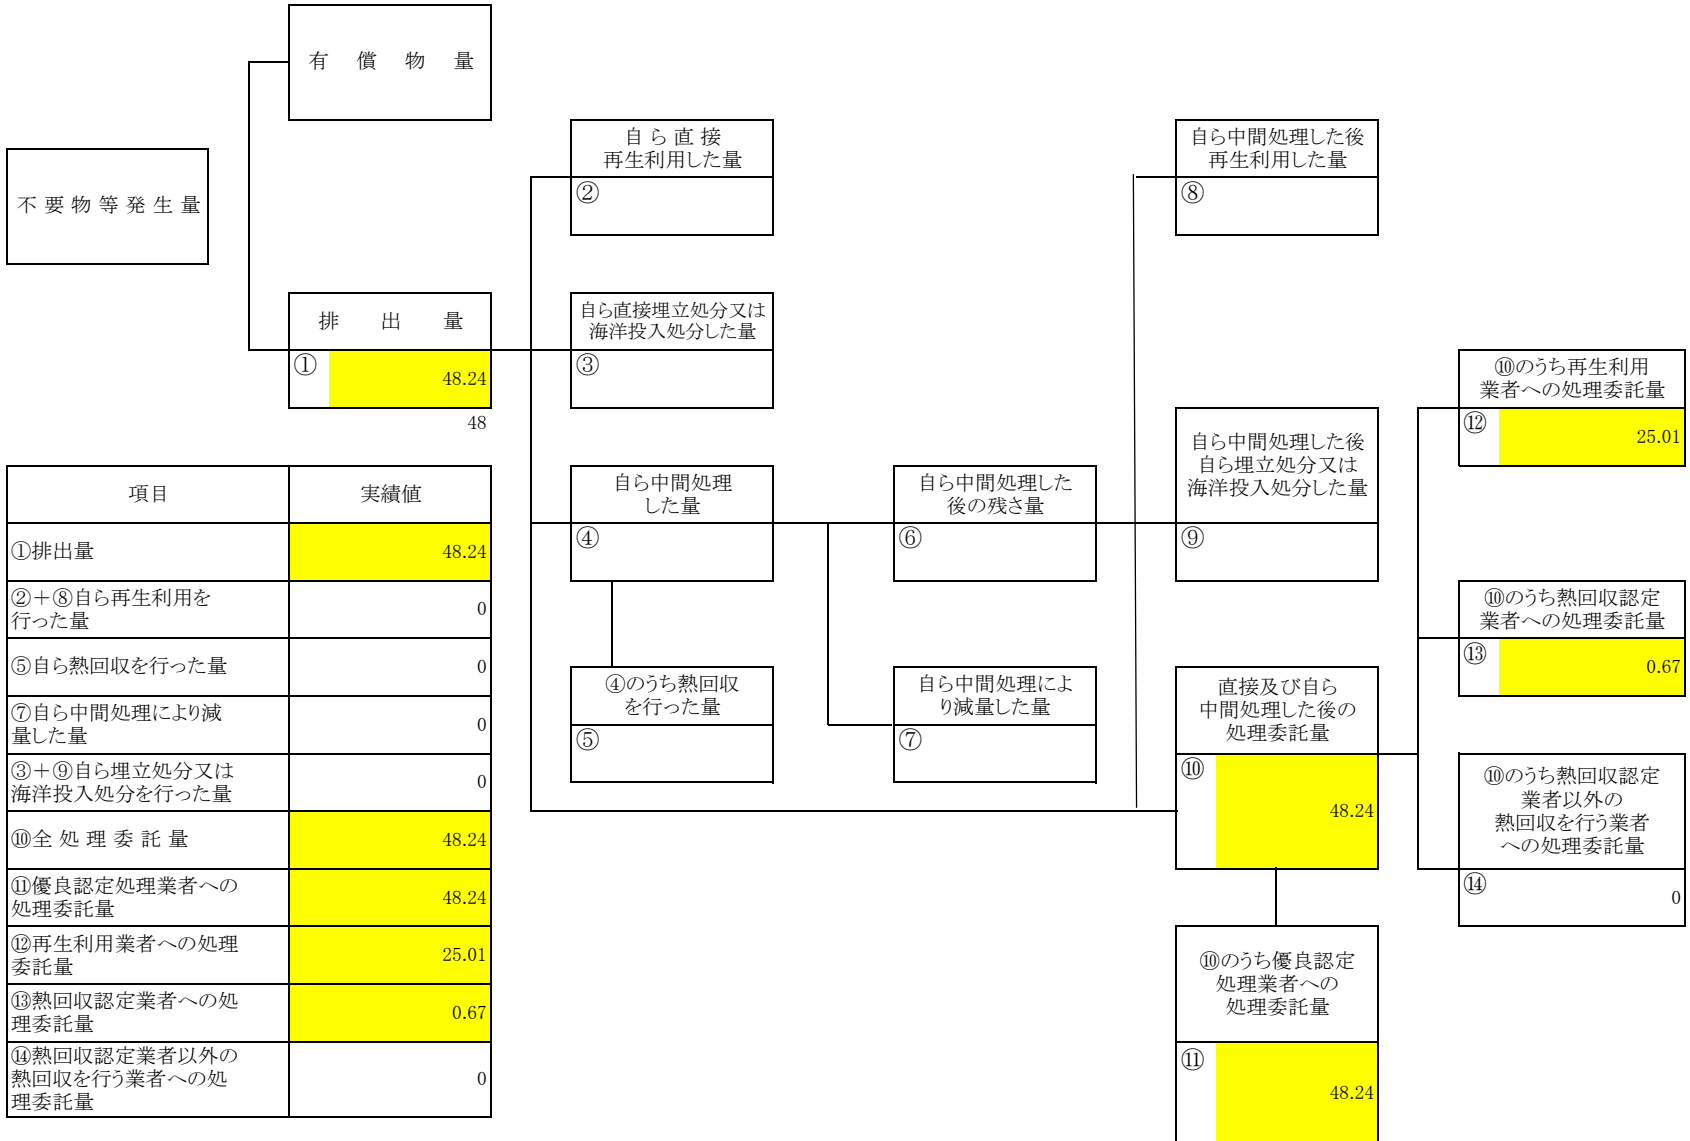 有 償 物 量
不 要 物 等 発 生 量
自 ら 直 接
再生利用した量
②
自ら中間処理した後
再生利用した量
⑧
排 出 量
①
48.24
48
自ら直接埋立処分又は
海洋投入処分した量
③
⑩のうち再生利用
業者への処理委託量
⑫
25.01
自ら中間処理
した量
④
自ら中間処理した
後の残さ量
⑥
自ら中間処理した後
自ら埋立処分又は
海洋投入処分した量
⑨
⑩のうち熱回収認定
業者への処理委託量
⑬
0.67
④のうち熱回収
を行った量
⑤
自ら中間処理によ
り減量した量
⑦
直接及び自ら
中間処理した後の
処理委託量
⑩
48.24
⑩のうち熱回収認定
業者以外の
熱回収を行う業者
への処理委託量
⑭
0
⑩のうち優良認定
処理業者への
処理委託量
⑪
48.24
項目 実績値
①排出量 48.24
②＋⑧自ら再生利用を
行った量
0
⑤自ら熱回収を行った量 0
⑦自ら中間処理により減
量した量
0
③＋⑨自ら埋立処分又は
海洋投入処分を行った量
0
⑩全 処 理 委 託 量 48.24
⑪優良認定処理業者への
処理委託量
48.24
⑫再生利用業者への処理
委託量
25.01
⑬熱回収認定業者への処
理委託量
0.67
⑭熱回収認定業者以外の
熱回収を行う業者への処
理委託量
0